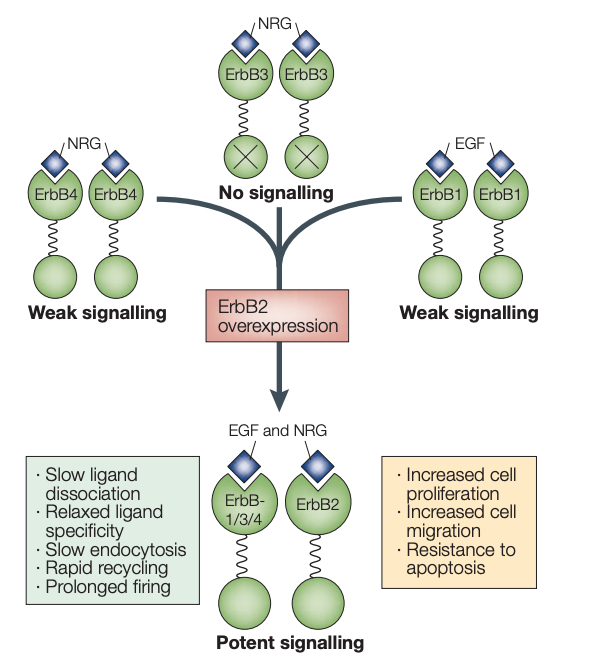 NRG
ErbB3 ErbB3
No signalling
NRG
ErbB4 ErbB4
Weak signalling
EGF
ErbB1 ErbB1
Weak signalling
ErbB2
overexpression
EGF and NRG
ErbB-
1/3/4
ErbB2
Potent signalling
· Slow ligand
dissociation
· Relaxed ligand
specificity
· Slow endocytosis
· Rapid recycling
· Prolonged firing
· Increased cell
proliferation
· Increased cell
migration
· Resistance to
apoptosis